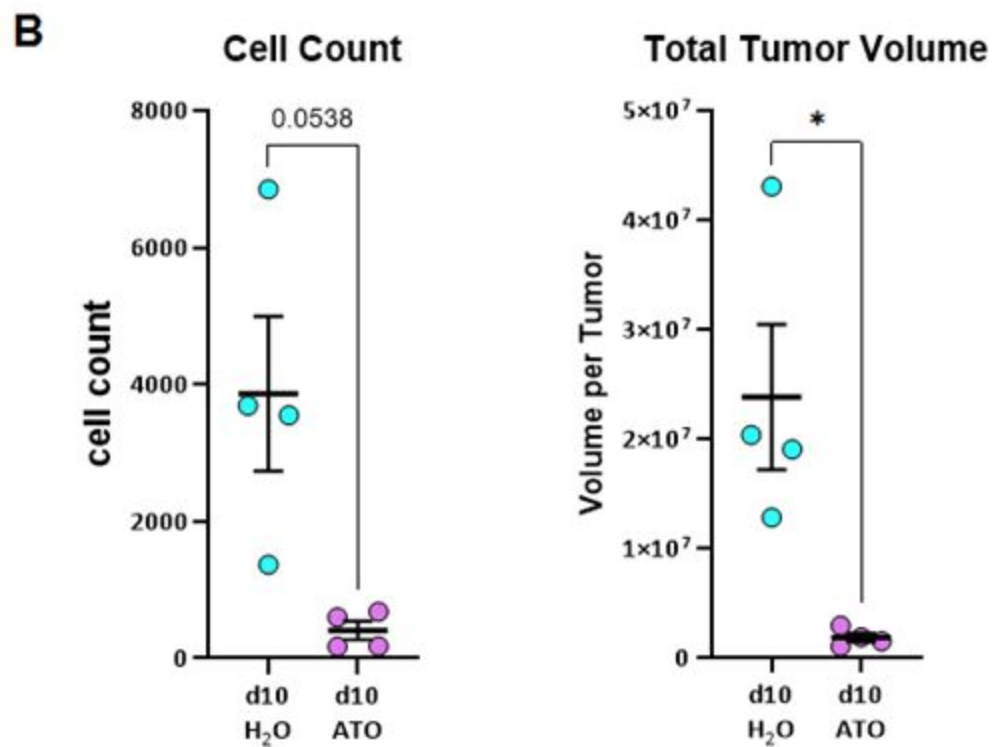 B
Cell Count
Total Tumor Volume
8000
6000
4000
2000
0
cell count
0.0538
d10
H₂O
d10
ATO
5×10⁷
4×10⁷
3×10⁷
2×10⁷
1×10⁷
0
Volume per Tumor
*
d10
H₂O
d10
ATO